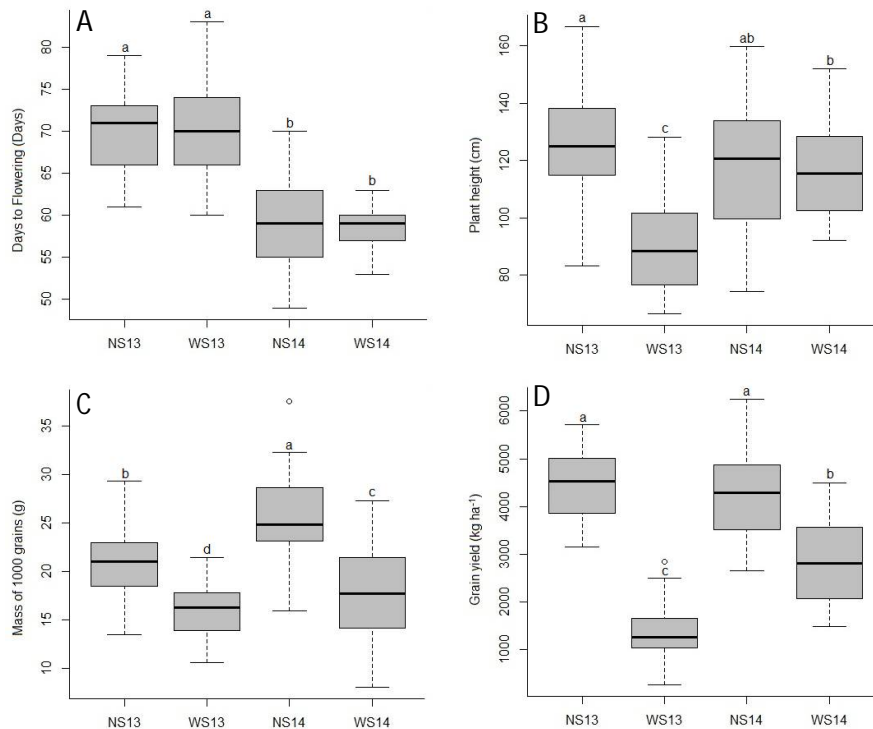 A
Days to Flowering (Days)
80
75
70
65
60
55
50
a
a
b
b
NS13 WS13 NS14 WS14
B
Plant height (cm)
160
140
120
100
80
a
c
ab
b
NS13 WS13 NS14 WS14
C
Mass of 1000 grains (g)
35
30
25
20
15
10
b
d
a
c
NS13 WS13 NS14 WS14
D
Grain yield (kg ha⁻¹)
6000
5000
4000
3000
2000
1000
a
c
a
b
NS13 WS13 NS14 WS14